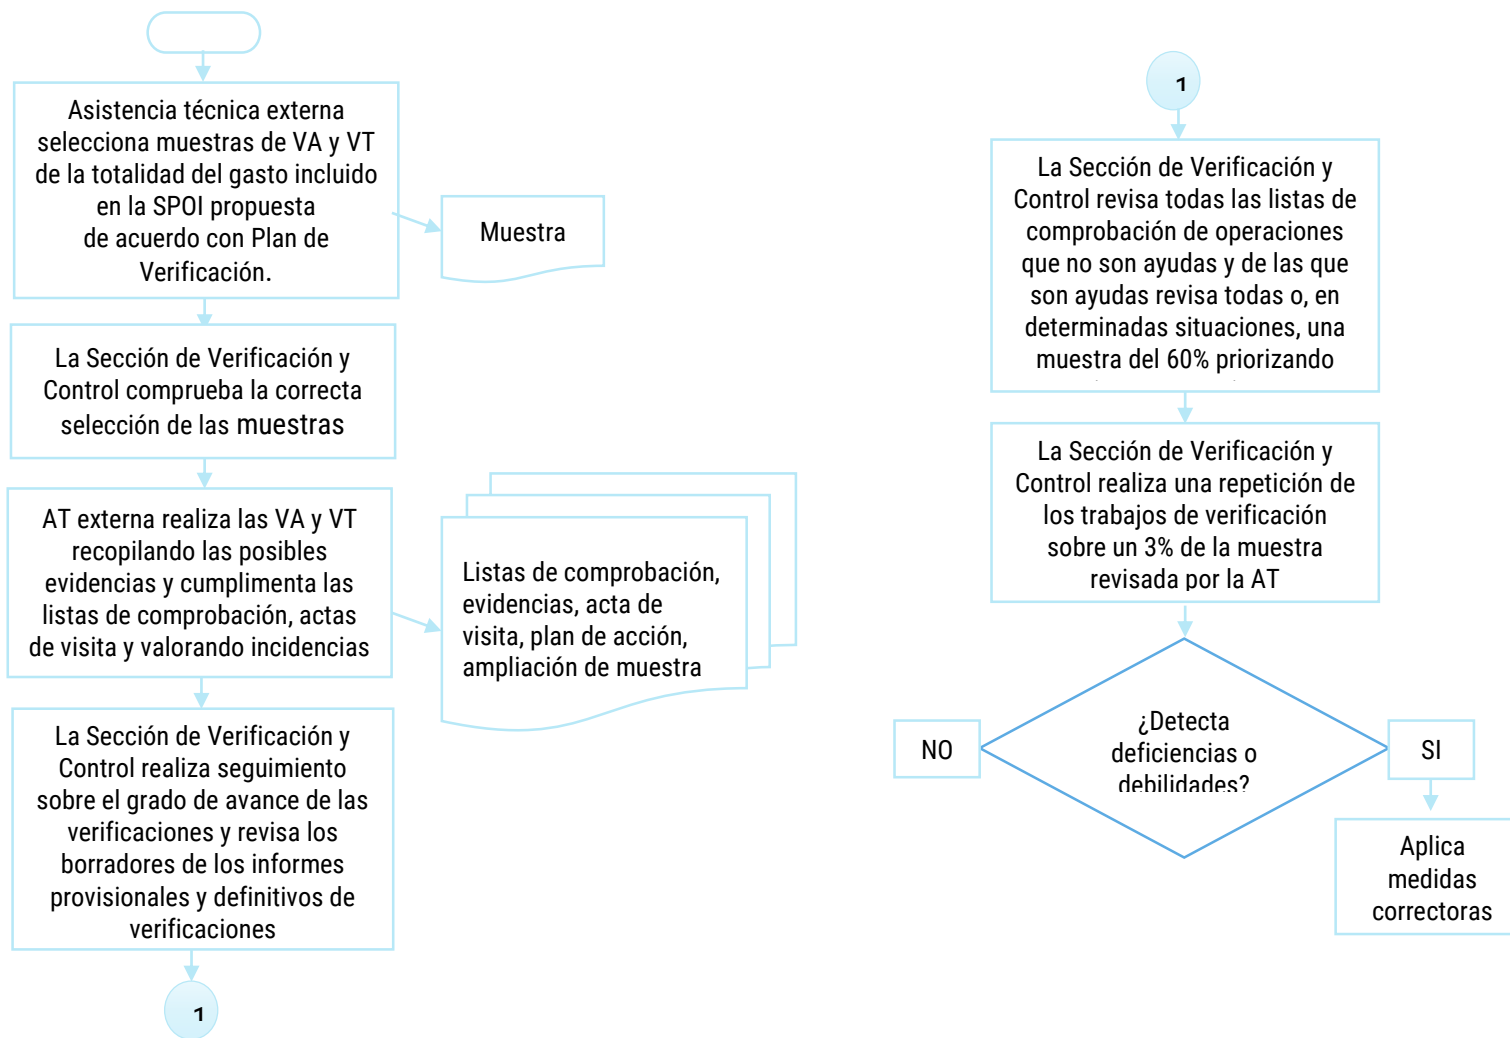 Asistencia técnica externa
selecciona muestras de VA y VT
de la totalidad del gasto incluido
en la SPOI propuesta
de acuerdo con Plan de
Verificación.
Muestra
La Sección de Verificación y
Control comprueba la correcta
selección de las muestras
AT externa realiza las VA y VT
recopilando las posibles
evidencias y cumplimenta las
listas de comprobación, actas
de visita y valorando incidencias
Listas de comprobación,
evidencias, acta de
visita, plan de acción,
ampliación de muestra
La Sección de Verificación y
Control realiza seguimiento
sobre el grado de avance de las
verificaciones y revisa los
borradores de los informes
provisionales y definitivos de
verificaciones
1
1
La Sección de Verificación y
Control revisa todas las listas de
comprobación de operaciones
que no son ayudas y de las que
son ayudas revisa todas o, en
determinadas situaciones, una
muestra del 60% priorizando
La Sección de Verificación y
Control realiza una repetición de
los trabajos de verificación
sobre un 3% de la muestra
revisada por la AT
¿Detecta
deficiencias o
debilidades?
NO
SI
Aplica
medidas
correctoras